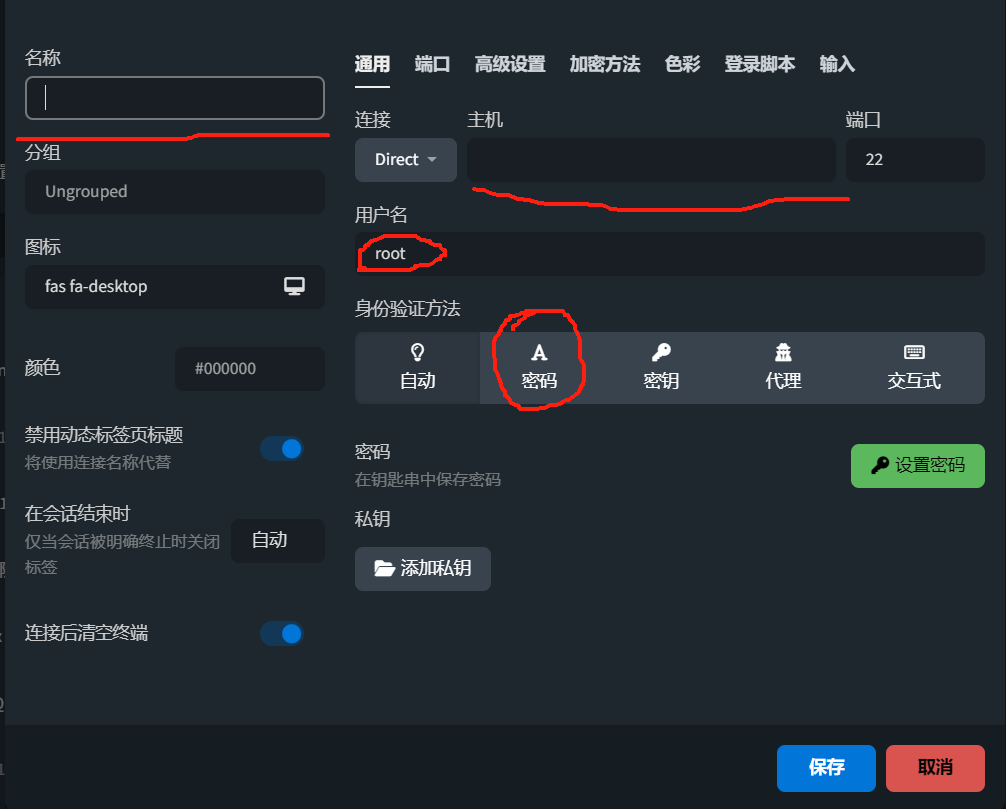 名称
分组
Ungrouped
图标
fas fa-desktop
颜色
#000000
禁用动态标签页标题
将使用连接名称代替
在会话结束时
仅当会话被明确终止时关闭
标签
自动
连接后清空终端
通用 端口 高级设置 加密方法 色彩 登录脚本 输入
连接 主机 端口
Direct 22
用户名
root
身份验证方法
自动 密码 密钥 代理 交互式
密码
在钥匙串中保存密码
设置密码
私钥
添加私钥
保存 取消